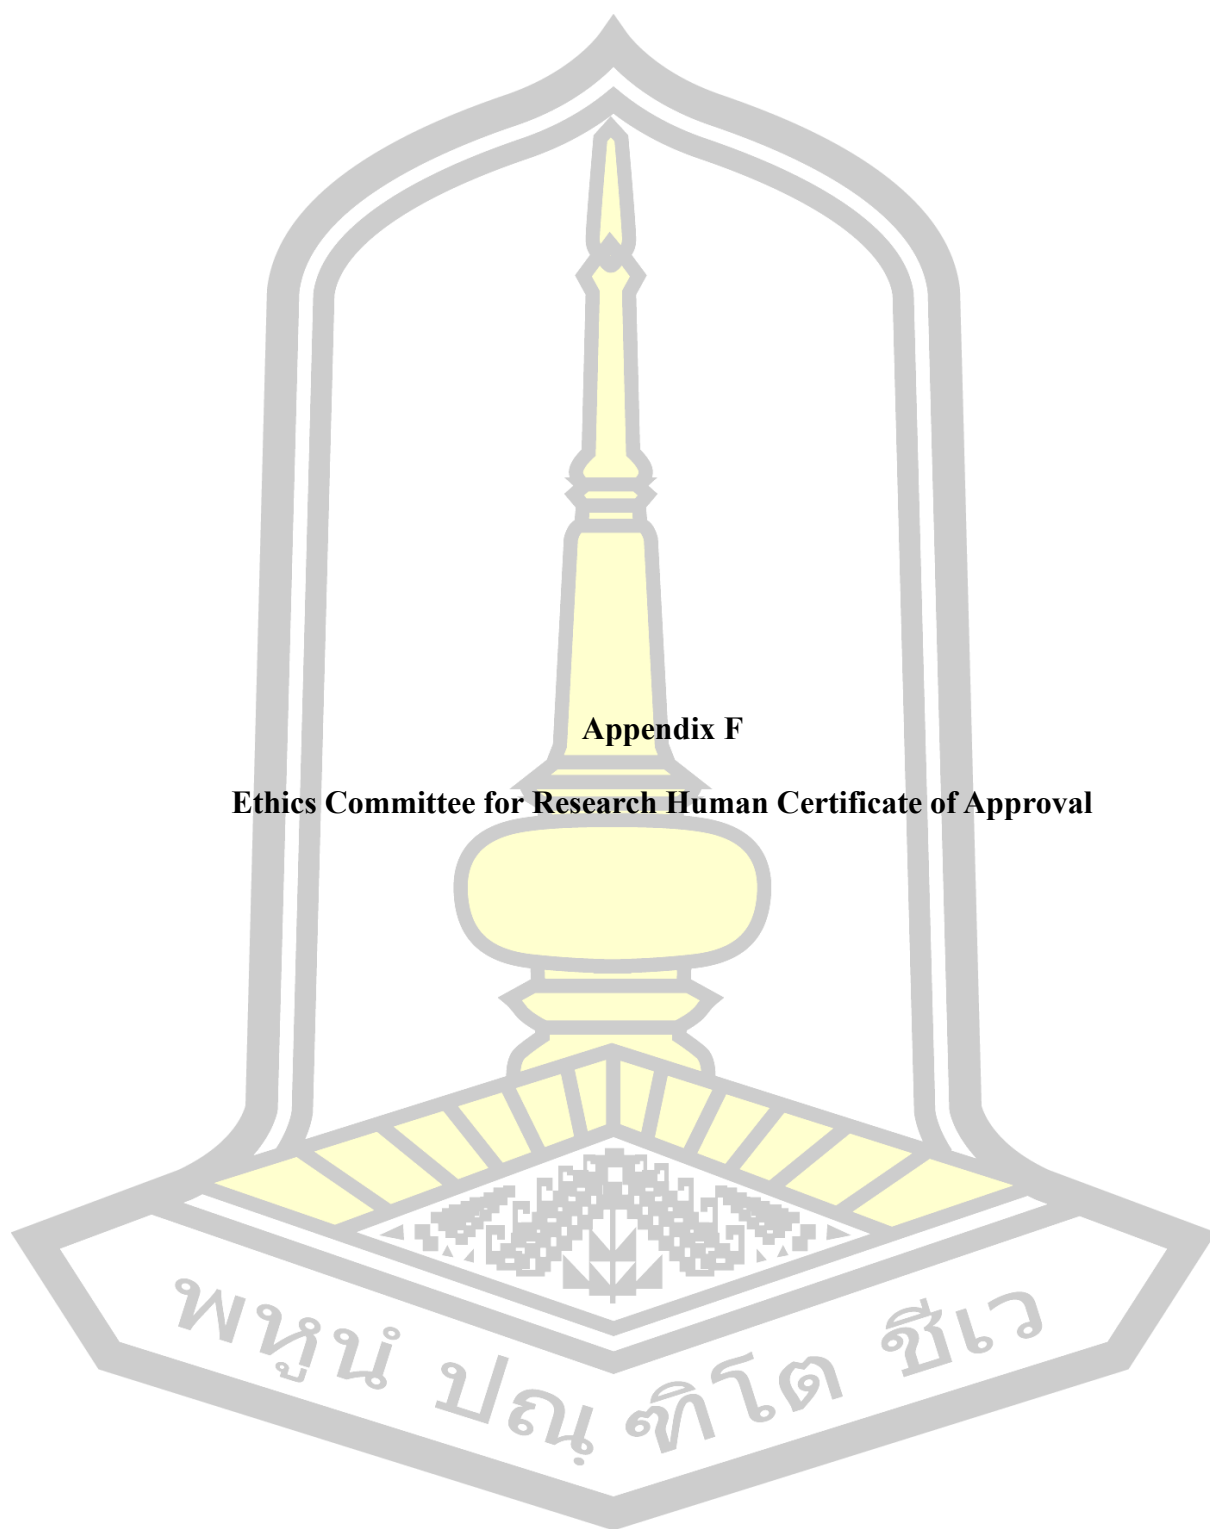 Appendix F
Ethics Committee for Research Human Certificate of Approval
พหูนํ ปณฺ ฑิโต ชีเว